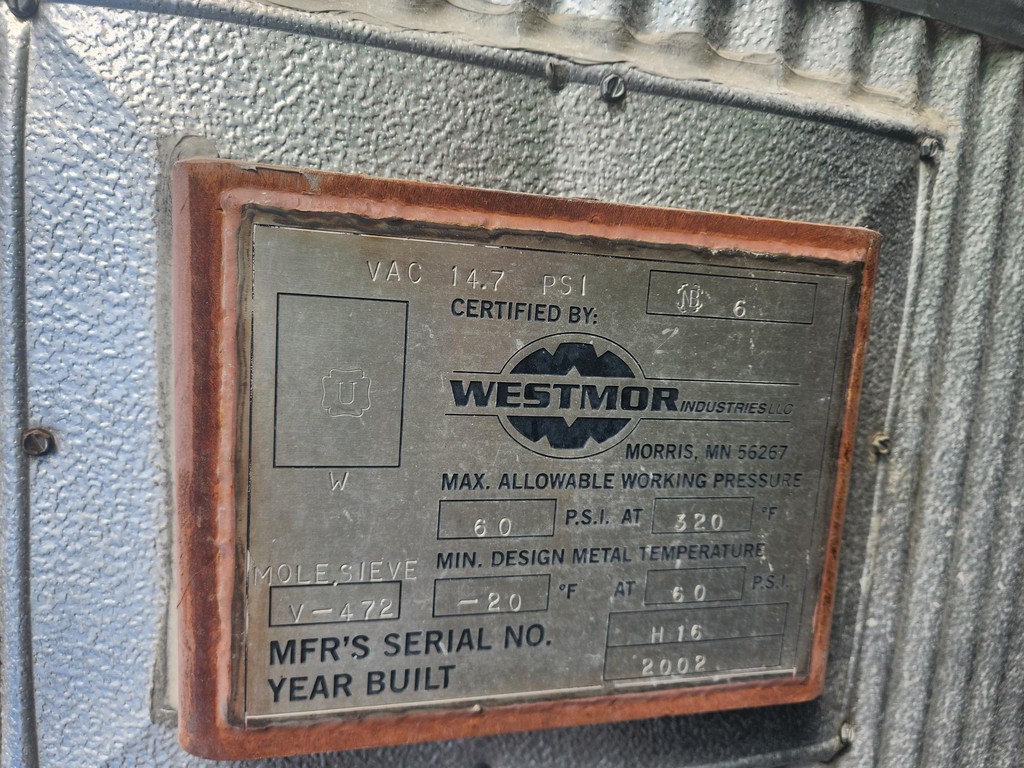 VAC 14.7 PSI
NB 6
CERTIFIED BY:
U
WESTMOR INDUSTRIES LLC
MORRIS, MN 56267
W
MAX. ALLOWABLE WORKING PRESSURE
60 P.S.I. AT 320 °F
MIN. DESIGN METAL TEMPERATURE
MOLE SIEVE
V-472
-20 °F AT 60 P.S.I.
MFR'S SERIAL NO. H16
YEAR BUILT 2002